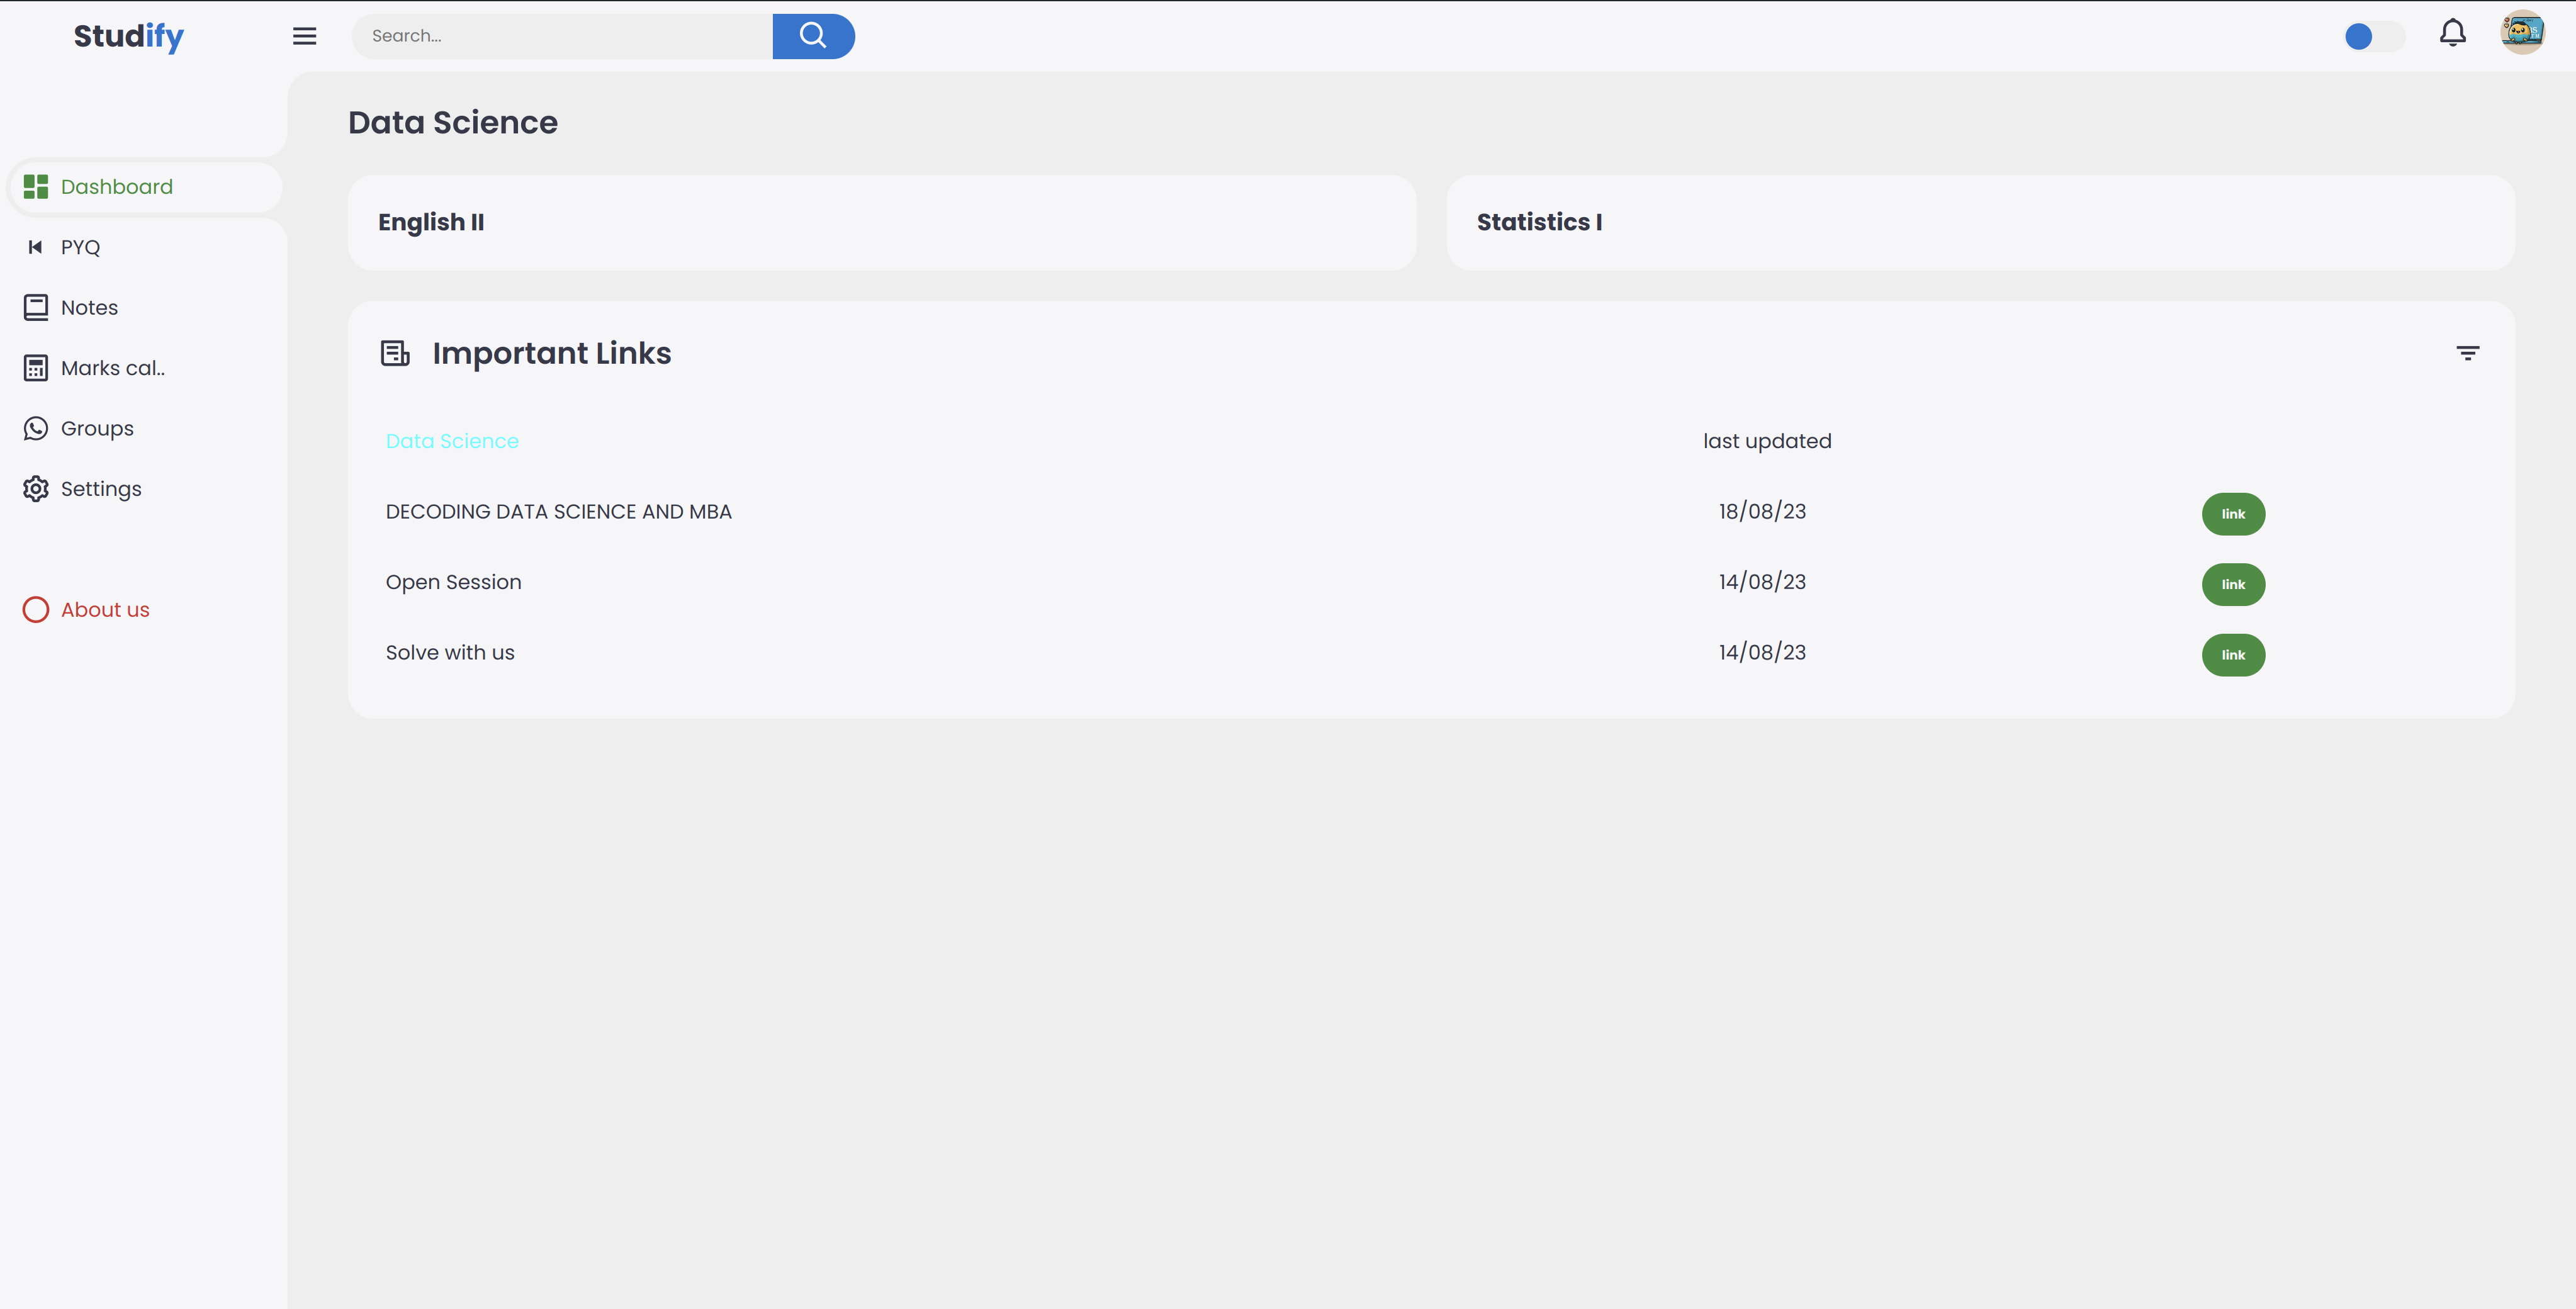 Studify
Search...
Data Science
Dashboard
English II
Statistics I
PYQ
Notes
Important Links
Marks cal..
Groups
Data Science last updated
Settings
DECODING DATA SCIENCE AND MBA 18/08/23 link
Open Session 14/08/23 link
About us
Solve with us 14/08/23 link